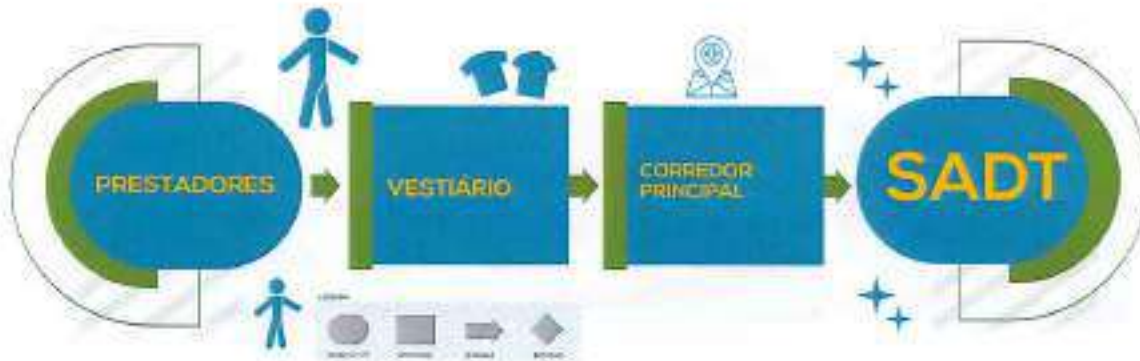 PRESTADORES
VESTIÁRIO
CORREDOR
PRINCIPAL
SADT